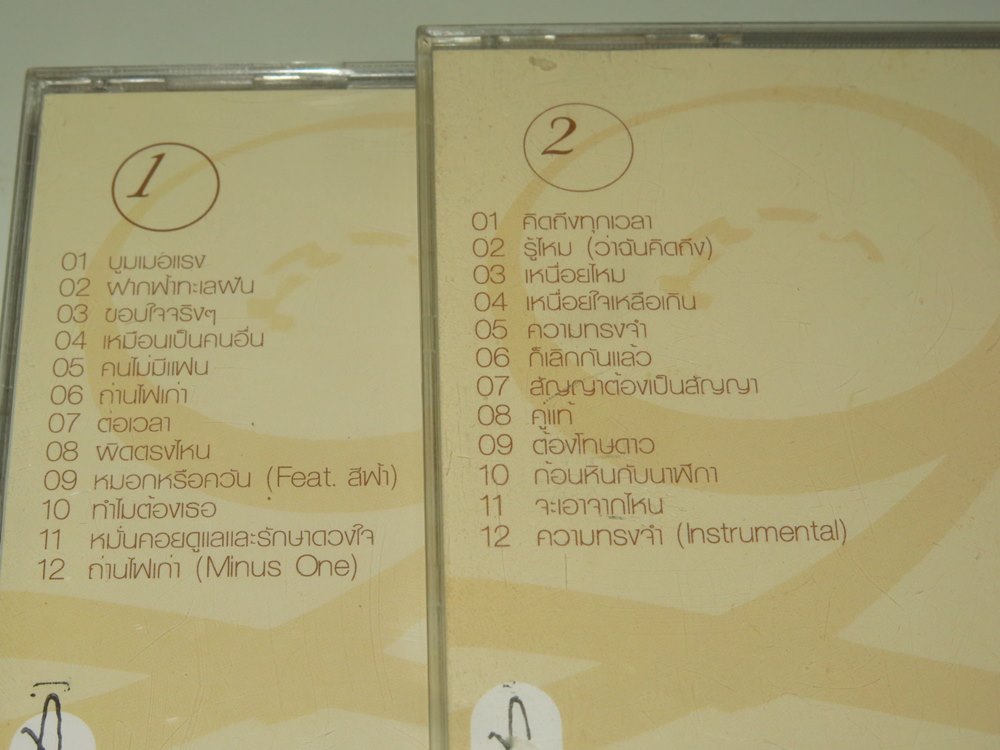 1
01 บูมเมอแรง
02 ฝากฟ้าทะเลฝัน
03 ขอบใจจริงๆ
04 เหมือนเป็นคนอื่น
05 คนไม่มีแฟน
06 ถ่านไฟเก่า
07 ต่อเวลา
08 ผิดตรงไหน
09 หมอกหรือควัน (Feat. สีฟ้า)
10 ทำไมต้องเธอ
11 หมั่นคอยดูแลและรักษาดวงใจ
12 ถ่านไฟเก่า (Minus One)
2
01 คิดถึงทุกเวลา
02 รู้ไหม (ว่าฉันคิดถึง)
03 เหนื่อยไหม
04 เหนื่อยใจเหลือเกิน
05 ความทรงจำ
06 ก็เลิกกันแล้ว
07 สัญญาต้องเป็นสัญญา
08 คู่แท้
09 ต้องโทษดาว
10 ก้อนหินกับนาฬิกา
11 จะเอาจากไหน
12 ความทรงจำ (Instrumental)